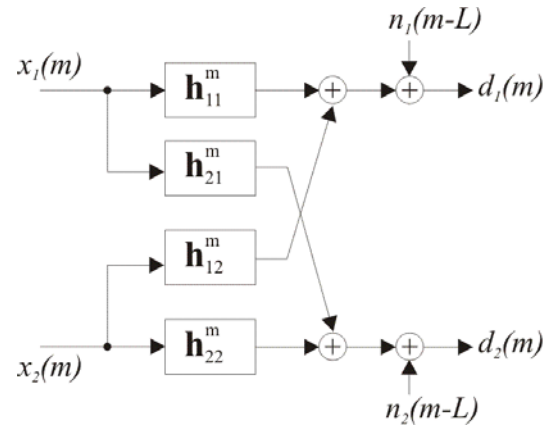 n₁(m-L)
x₁(m)
h₁₁ᵐ
+
+
d₁(m)
h₂₁ᵐ
h₁₂ᵐ
h₂₂ᵐ
+
+
d₂(m)
x₂(m)
n₂(m-L)